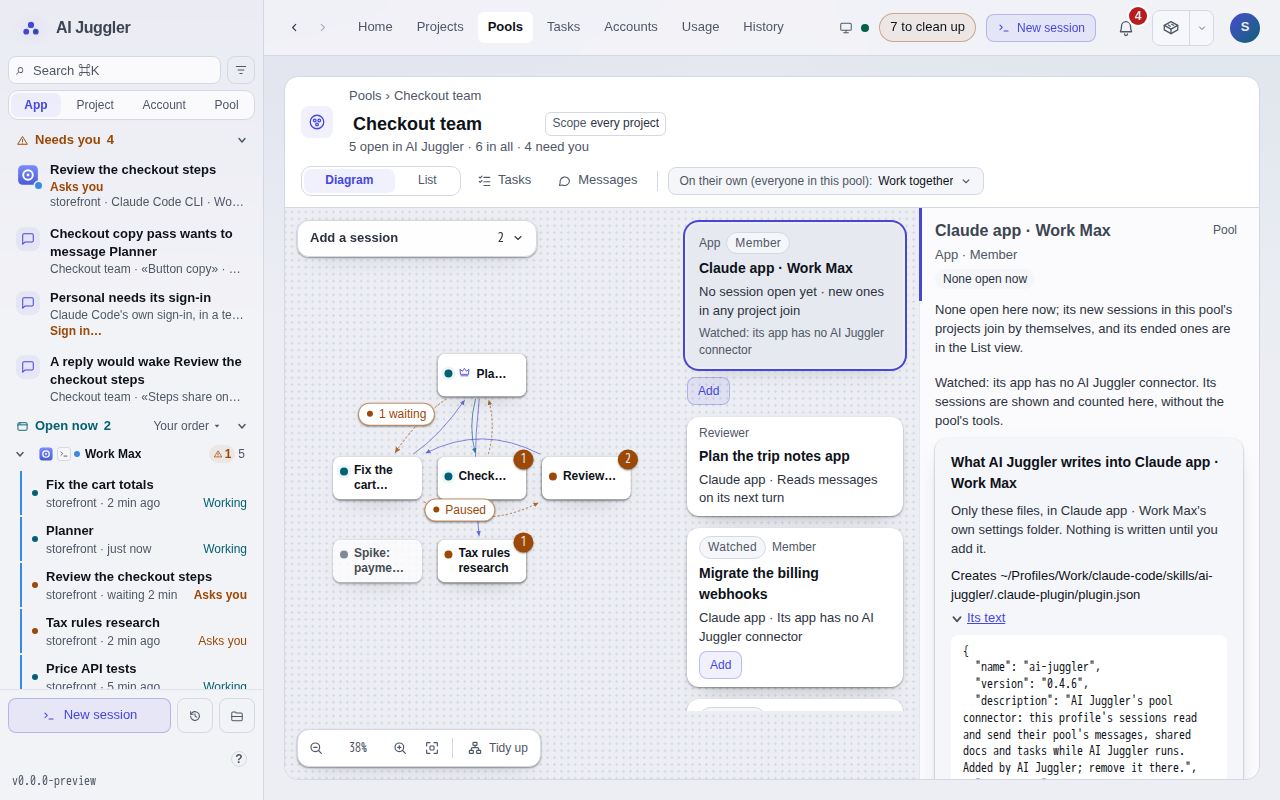 AI Juggler
Search ⌘K
App Project Account Pool
Needs you 4
Review the checkout steps
Asks you
storefront · Claude Code CLI · Wo…
Checkout copy pass wants to
message Planner
Checkout team · «Button copy» · …
Personal needs its sign-in
Claude Code's own sign-in, in a te…
Sign in…
A reply would wake Review the
checkout steps
Checkout team · «Steps share on…
Open now 2 Your order
Work Max 1 5
Fix the cart totals
storefront · 2 min ago Working
Planner
storefront · just now Working
Review the checkout steps
storefront · waiting 2 min Asks you
Tax rules research
storefront · 2 min ago Asks you
Price API tests
storefront · 5 min ago Working
New session
?
v0.0.0-preview
Home Projects Pools Tasks Accounts Usage History
7 to clean up
New session
4
S
Pools › Checkout team
Checkout team
Scope every project
5 open in AI Juggler · 6 in all · 4 need you
Diagram List Tasks Messages
On their own (everyone in this pool): Work together
Add a session 2
Pla…
1 waiting
Fix the
cart…
Check…
1
Review…
2
Paused
Spike:
payme…
Tax rules
research
1
38%
Tidy up
App Member
Claude app · Work Max
No session open yet · new ones
in any project join
Watched: its app has no AI Juggler
connector
Add
Reviewer
Plan the trip notes app
Claude app · Reads messages
on its next turn
Watched Member
Migrate the billing
webhooks
Claude app · Its app has no AI
Juggler connector
Add
Claude app · Work Max
Pool
App · Member
None open now
None open here now; its new sessions in this pool's
projects join by themselves, and its ended ones are
in the List view.
Watched: its app has no AI Juggler connector. Its
sessions are shown and counted here, without the
pool's tasks.
What AI Juggler writes into Claude app ·
Work Max
Only these files, in Claude app · Work Max's
own settings folder. Nothing is written until you
add it.
Creates ~/Profiles/Work/claude-code/skills/ai-
juggler/.claude-plugin/plugin.json
Its text
{
"name": "ai-juggler",
"version": "0.4.6",
"description": "AI Juggler's pool
connector: this profile's sessions read
and send their pool's messages, shared
docs and tasks while AI Juggler runs.
Added by AI Juggler; remove it there.",